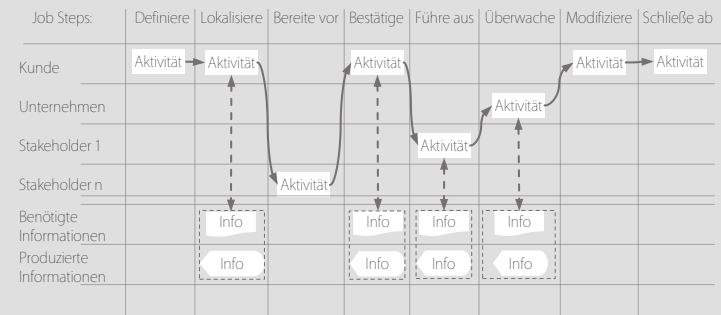 Job Steps: Definiere Lokalisiere Bereite vor Bestätige Führe aus Überwache Modifiziere Schließe ab
Kunde Aktivität Aktivität Aktivität Aktivität Aktivität
Unternehmen Aktivität
Stakeholder 1 Aktivität
Stakeholder n Aktivität
Benötigte
Informationen
Info Info Info Info
Produzierte
Informationen
Info Info Info Info